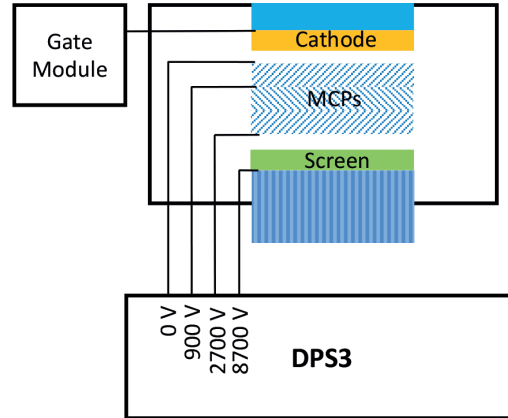 Gate
Module
Cathode
MCPs
Screen
0 V
900 V
2700 V
8700 V
DPS3